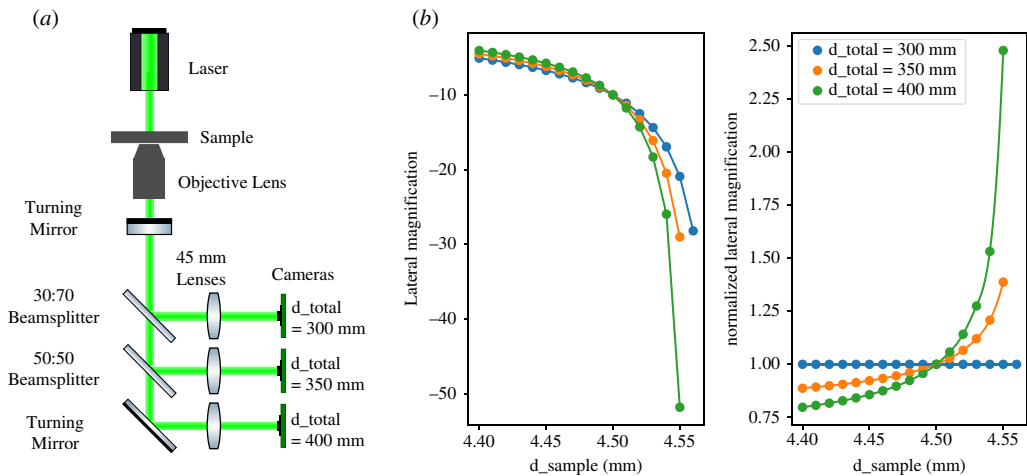 (a)
Laser
Sample
Objective Lens
Turning
Mirror
45 mm
Lenses
Cameras
30:70
Beamsplitter
d_total
= 300 mm
50:50
Beamsplitter
d_total
= 350 mm
Turning
Mirror
d_total
= 400 mm
(b)
Lateral magnification
−10
−20
−30
−40
−50
4.40
4.45
4.50
4.55
d_sample (mm)
normalized lateral magnification
2.50
2.25
2.00
1.75
1.50
1.25
1.00
0.75
d_total = 300 mm
d_total = 350 mm
d_total = 400 mm
4.40
4.45
4.50
4.55
d_sample (mm)